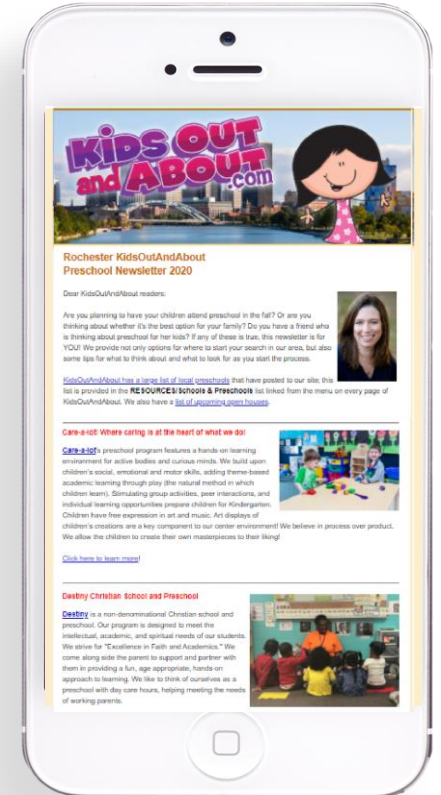 KIDS OUT
and ABOUT
.com
Rochester KidsOutAndAbout
Preschool Newsletter 2020
Dear KidsOutAndAbout readers:
Are you planning to have your children attend preschool in the fall? Or are you
thinking about whether it's the best option for your family? Do you have a friend who
is thinking about preschool for her kids? If any of these is true, this newsletter is for
YOU! We provide not only options for where to start your search in our area, but also
some tips for what to think about and what to look for as you start the process.
KidsOutAndAbout has a large list of local preschools that have posted to our site; this
list is provided in the RESOURCES/Schools & Preschools list linked from the menu on every page of
KidsOutAndAbout. We also have a list of upcoming open houses.
Care-a-lot: Where caring is at the heart of what we do!
Care-a-lot's preschool program features a hands on learning
environment for active bodies and curious minds. We build upon
children's social, emotional and motor skills, adding theme-based
academic learning through play (the natural method in which
children learn). Stimulating group activities, peer interactions, and
individual learning opportunities prepare children for Kindergarten.
Children have free expression in art and music. Art displays of
children's creations are a key component to our center environment! We believe in process over product.
We allow the children to create their own masterpieces to their liking!
Click here to learn more!
Destiny Christian School and Preschool
Destiny is a non-denominational Christian school and
preschool. Our program is designed to meet the
intellectual, academic, and spiritual needs of our students.
We strive for "Excellence in Faith and Academics." We
come along side the parent to support and partner with
them in providing a fun, age appropriate, hands-on
approach to learning. We like to think of ourselves as a
preschool with day care hours, helping meeting the needs
of working parents.